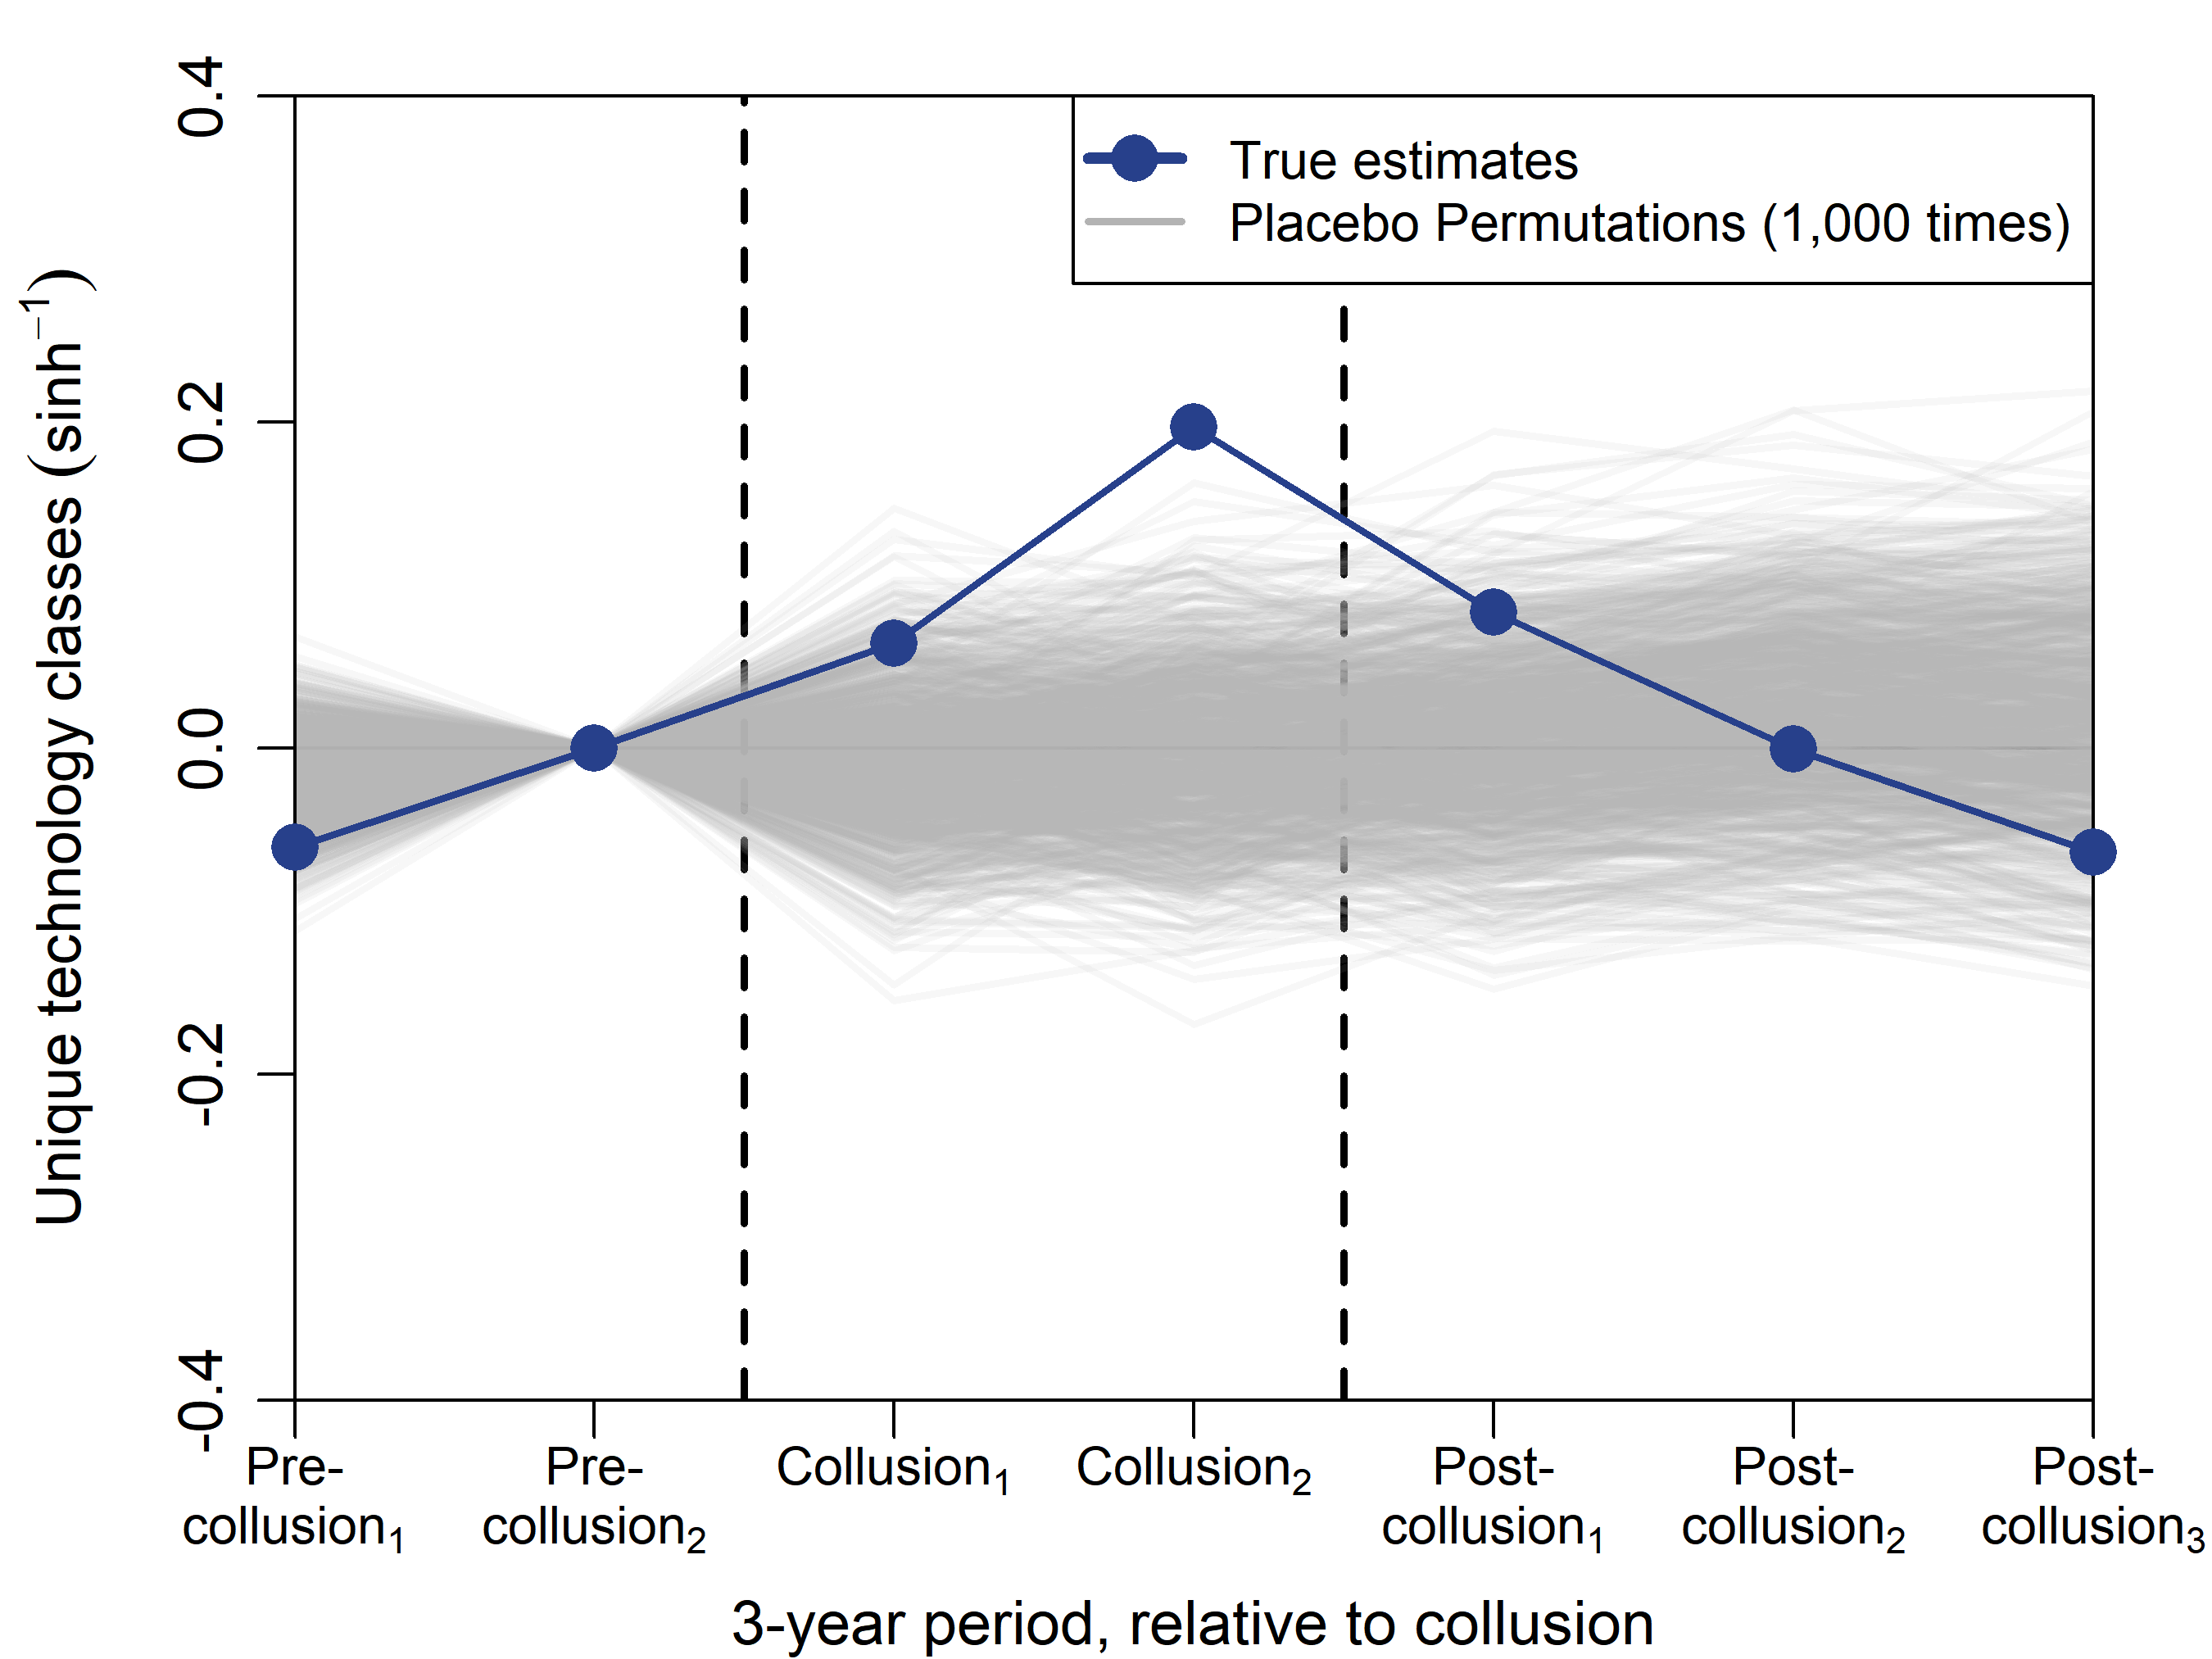 Unique technology classes (sinh⁻¹)
0.4
0.2
0.0
-0.2
-0.4
True estimates
Placebo Permutations (1,000 times)
Pre-
collusion₁
Pre-
collusion₂
Collusion₁
Collusion₂
Post-
collusion₁
Post-
collusion₂
Post-
collusion₃
3-year period, relative to collusion